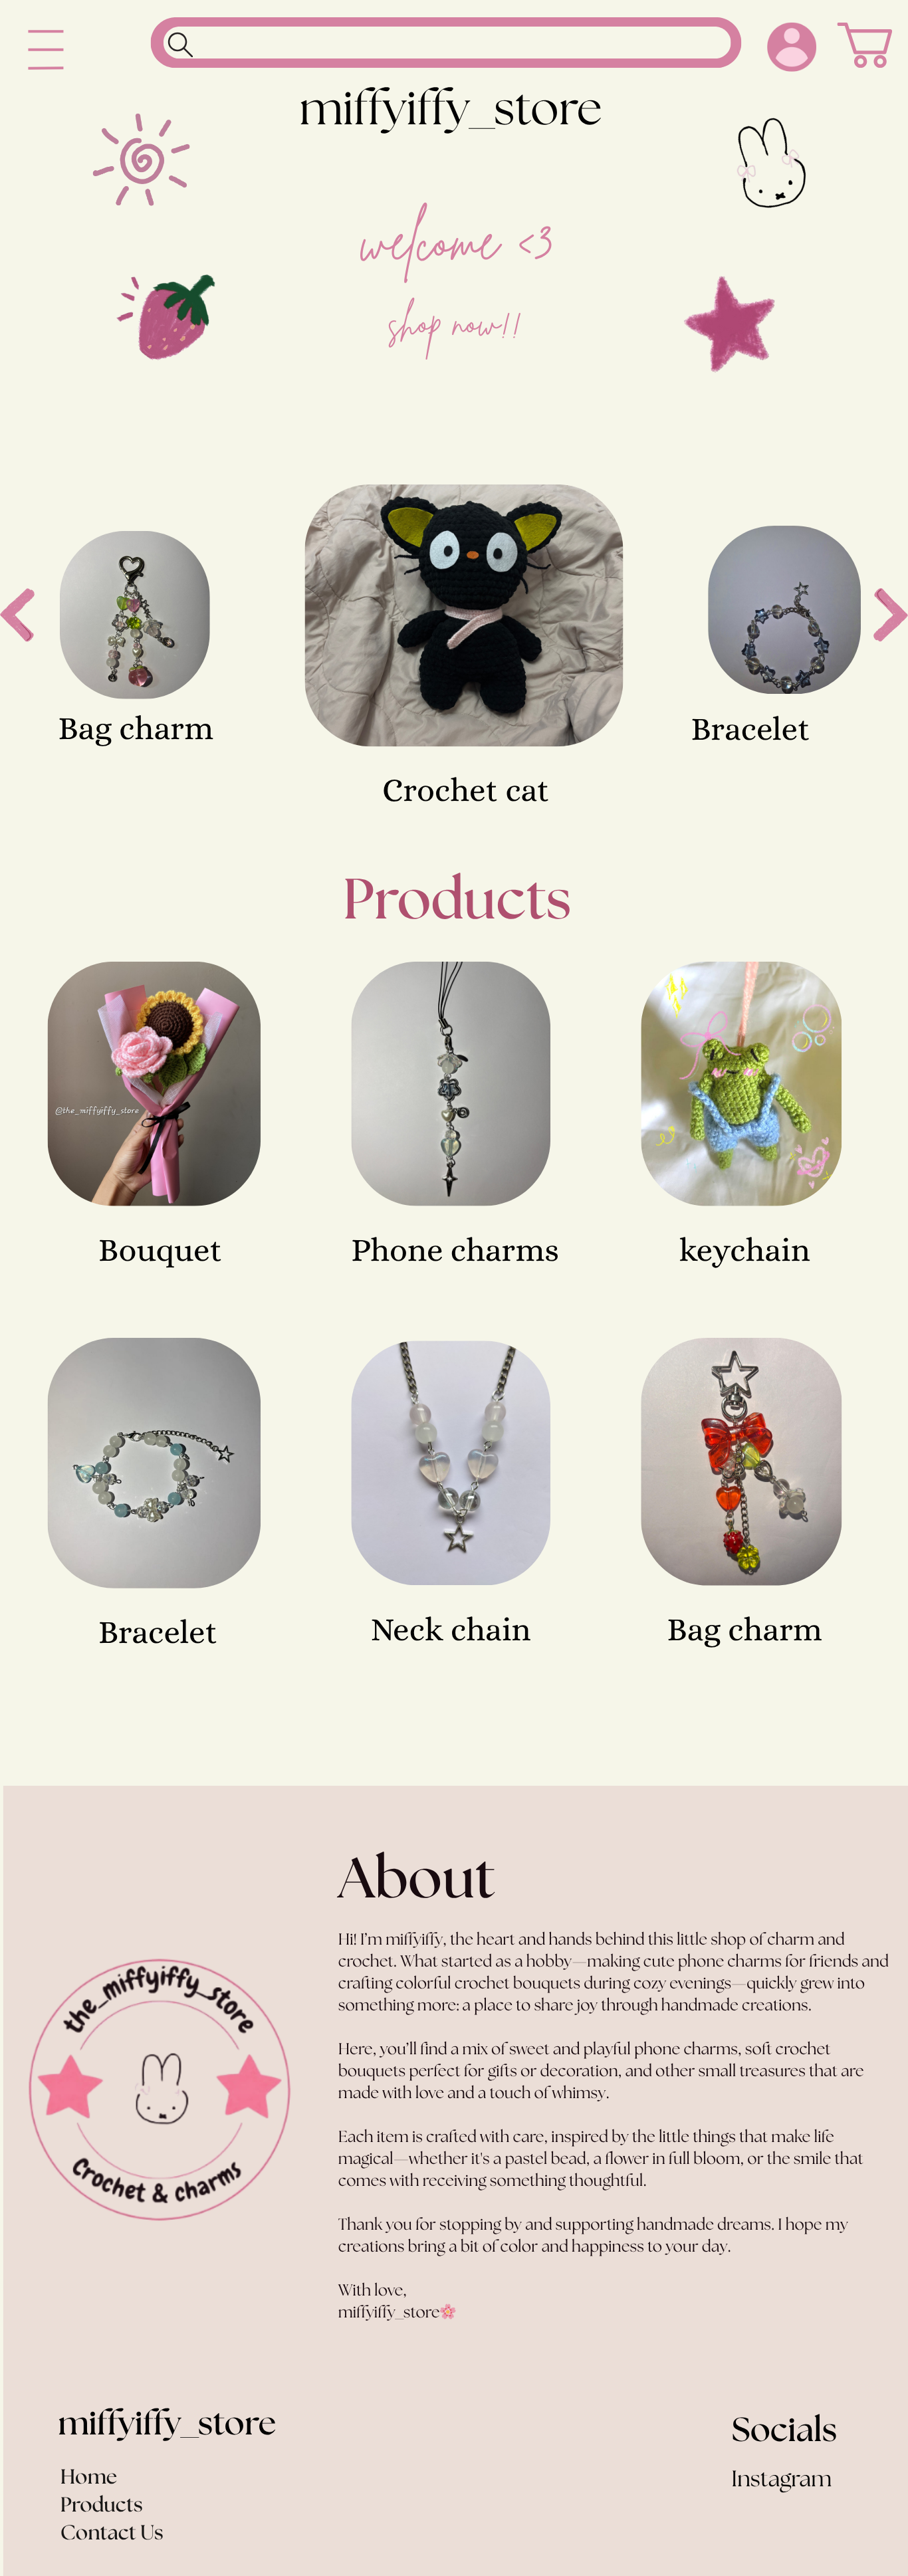 miffyiffy_store
welcome <3
shop now!!
Bag charm
Crochet cat
Bracelet
Products
@the_miffyiffy_store
Bouquet
Phone charms
keychain
Bracelet
Neck chain
Bag charm
About
Hi! I'm miffyiffy, the heart and hands behind this little shop of charm and
crochet. What started as a hobby—making cute phone charms for friends and
crafting colorful crochet bouquets during cozy evenings—quickly grew into
something more: a place to share joy through handmade creations.
Here, you'll find a mix of sweet and playful phone charms, soft crochet
bouquets perfect for gifts or decoration, and other small treasures that are
made with love and a touch of whimsy.
Each item is crafted with care, inspired by the little things that make life
magical—whether it's a pastel bead, a flower in full bloom, or the smile that
comes with receiving something thoughtful.
Thank you for stopping by and supporting handmade dreams. I hope my
creations bring a bit of color and happiness to your day.
With love,
miffyiffy_store🌸
the_miffyiffy_store
Crochet & charms
miffyiffy_store
Home
Products
Contact Us
Socials
Instagram